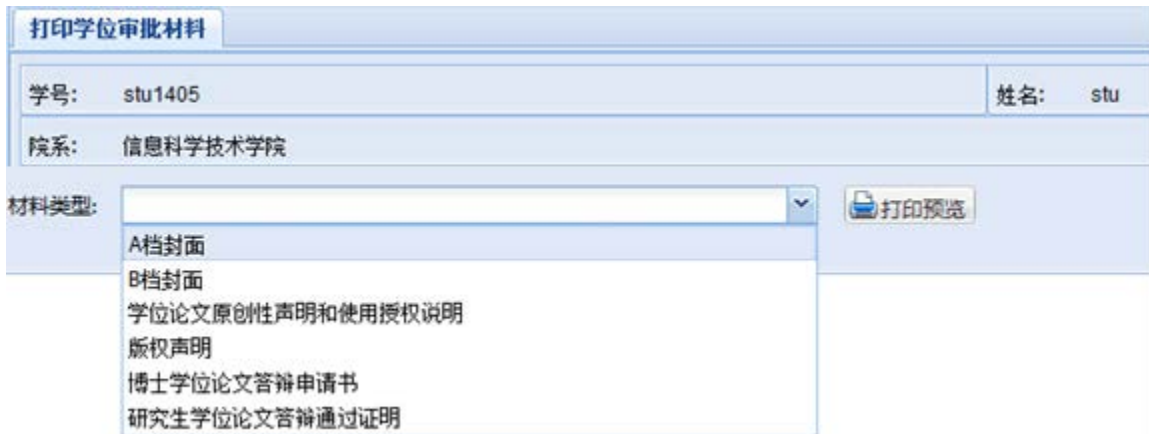 打印学位审批材料
学号: stu1405 姓名: stu
院系: 信息科学技术学院
材料类型: 打印预览
A档封面
B档封面
学位论文原创性声明和使用授权说明
版权声明
博士学位论文答辩申请书
研究生学位论文答辩通过证明